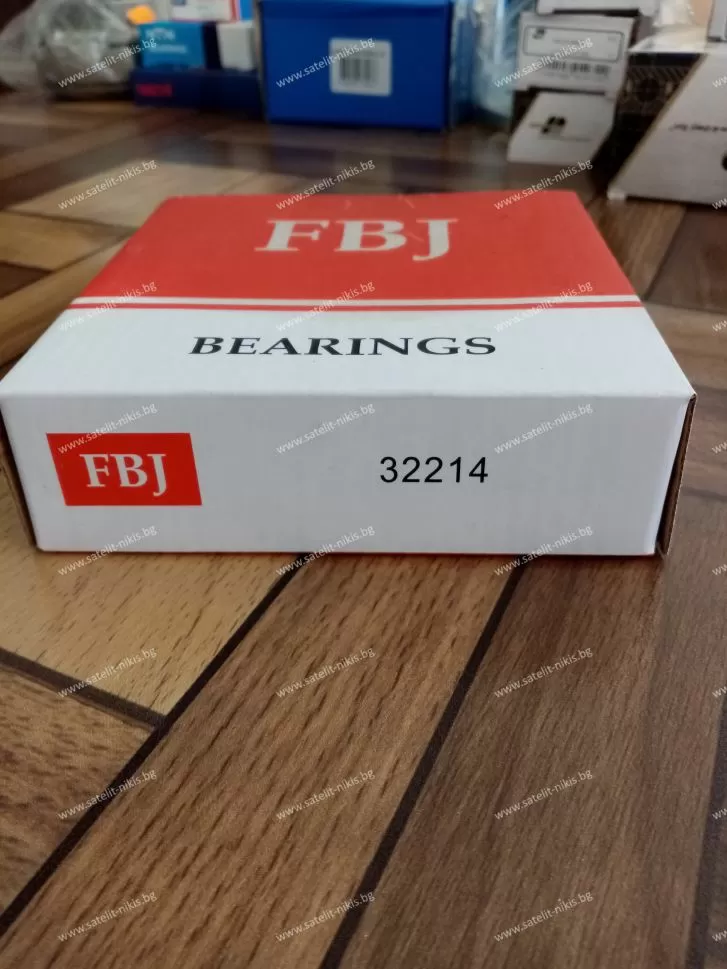 FBJ
BEARINGS
FBJ
32214
www.satelit-nikis.bg